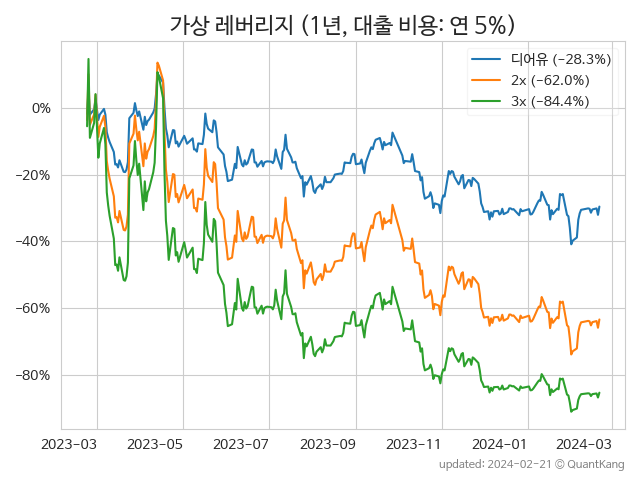 가상 레버리지 (1년, 대출 비용: 연 5%)
디어유 (−28.3%)
2x (−62.0%)
3x (−84.4%)
0%
−20%
−40%
−60%
−80%
2023−03 2023−05 2023−07 2023−09 2023−11 2024−01 2024−03
updated: 2024−02−21 © QuantKang